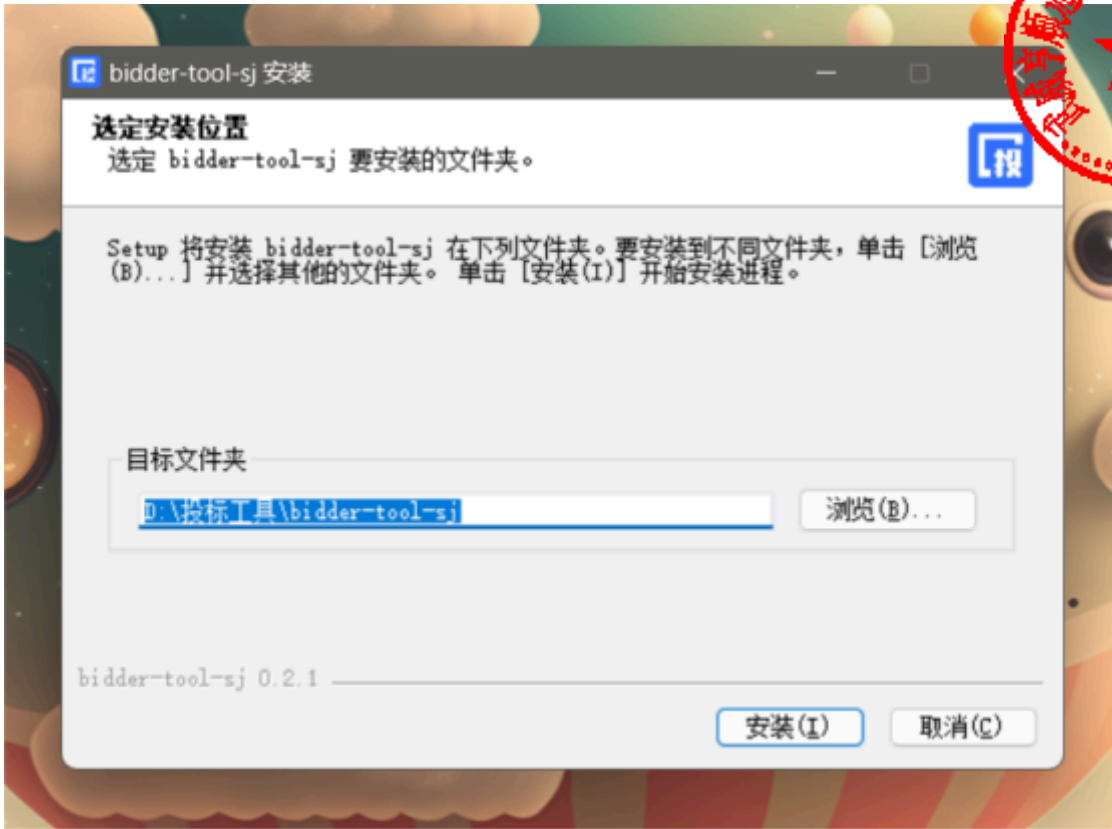 bidder-tool-sj 安装
选定安装位置
选定 bidder-tool-sj 要安装的文件夹。
投
Setup 将安装 bidder-tool-sj 在下列文件夹。要安装到不同文件夹，单击 [浏览
(B)...] 并选择其他的文件夹。 单击 [安装(I)] 开始安装进程。
目标文件夹
D:\投标工具\bidder-tool-sj
浏览(B)...
bidder-tool-sj 0.2.1
安装(I)
取消(C)